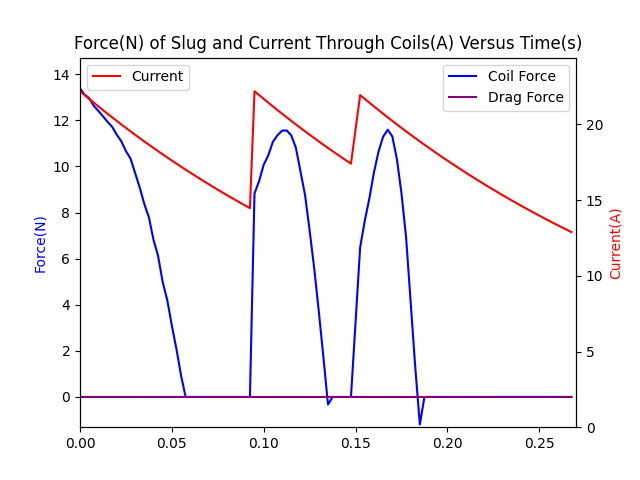 Force(N) of Slug and Current Through Coils(A) Versus Time(s)
Current
Coil Force
Drag Force
Force(N)
14
12
10
8
6
4
2
0
Current(A)
20
15
10
5
0
0.00 0.05 0.10 0.15 0.20 0.25